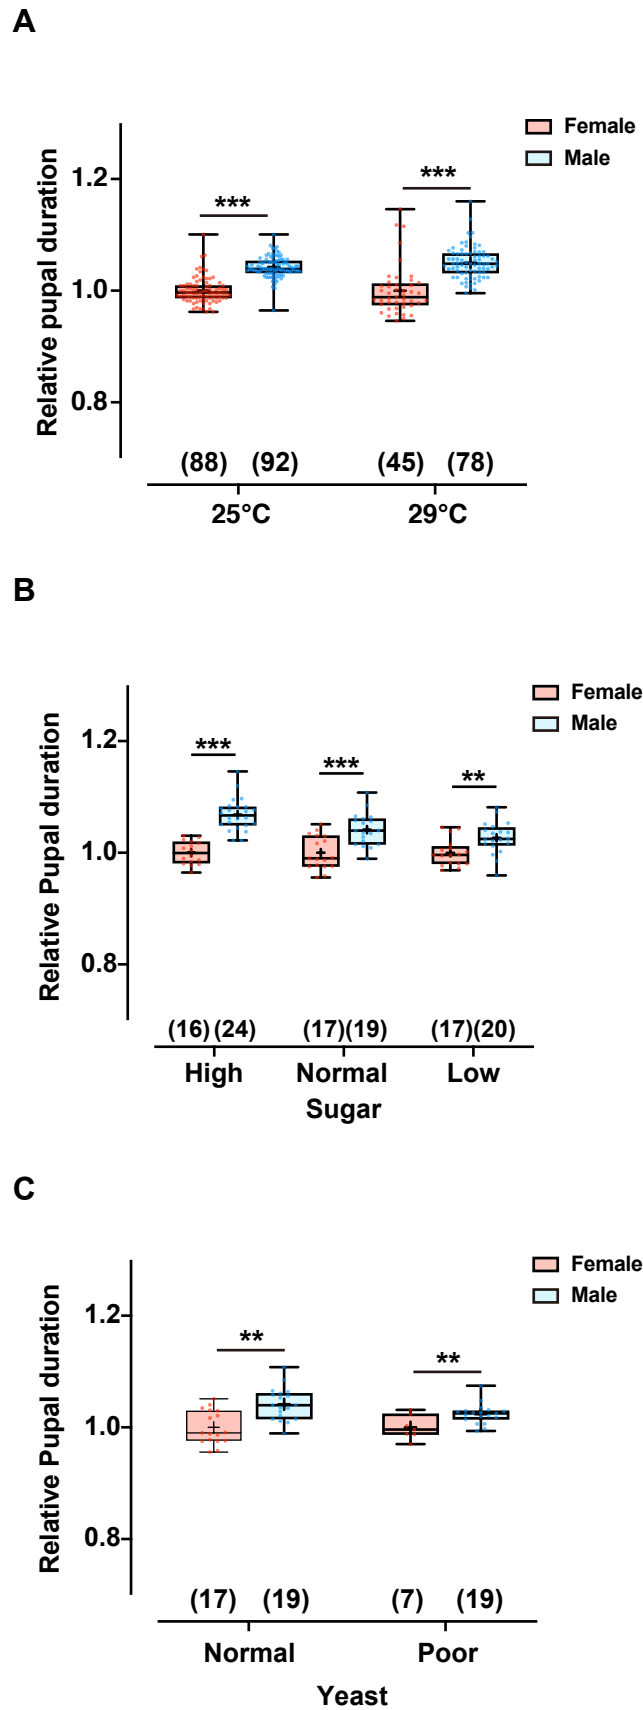 A
Female
Male
Relative pupal duration
1.2
1.0
0.8
***
***
(88) (92) (45) (78)
25°C 29°C
B
Female
Male
Relative Pupal duration
1.2
1.0
0.8
***
***
**
(16) (24) (17) (19) (17) (20)
High Normal Low
Sugar
C
Female
Male
Relative Pupal duration
1.2
1.0
0.8
**
**
(17) (19) (7) (19)
Normal Poor
Yeast